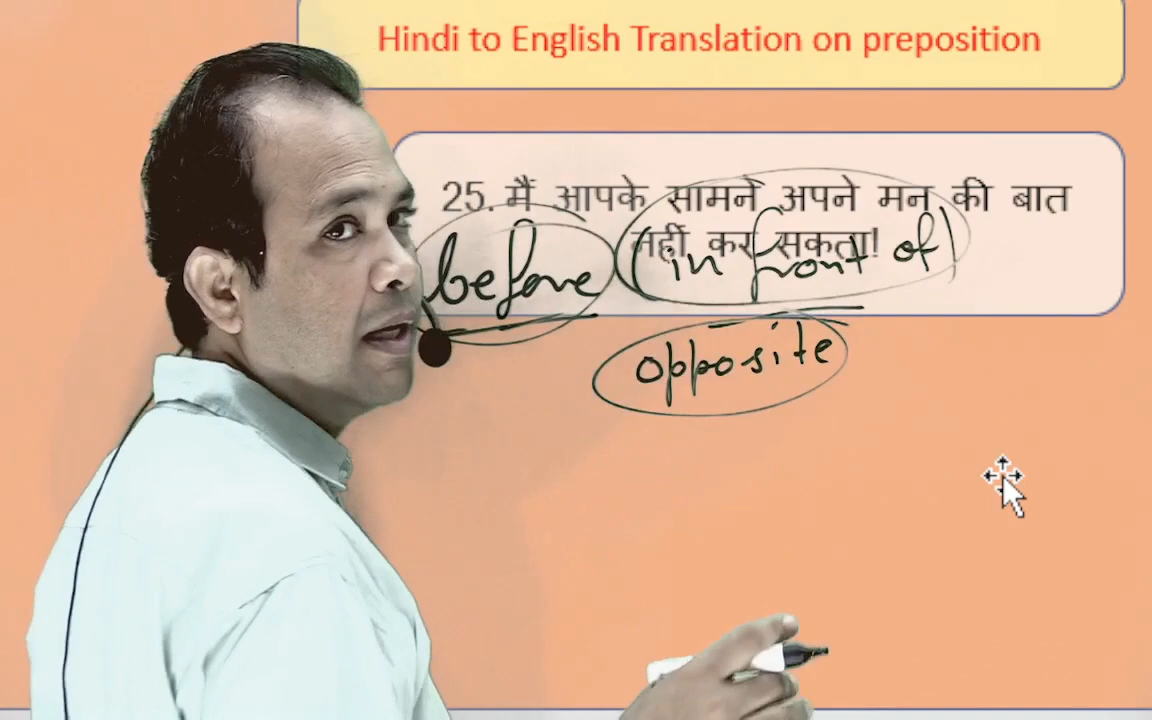 Hindi to English Translation on preposition
25. मैं आपके सामने अपने मन की बात
नहीं कर सकता!
before (in front of)
opposite